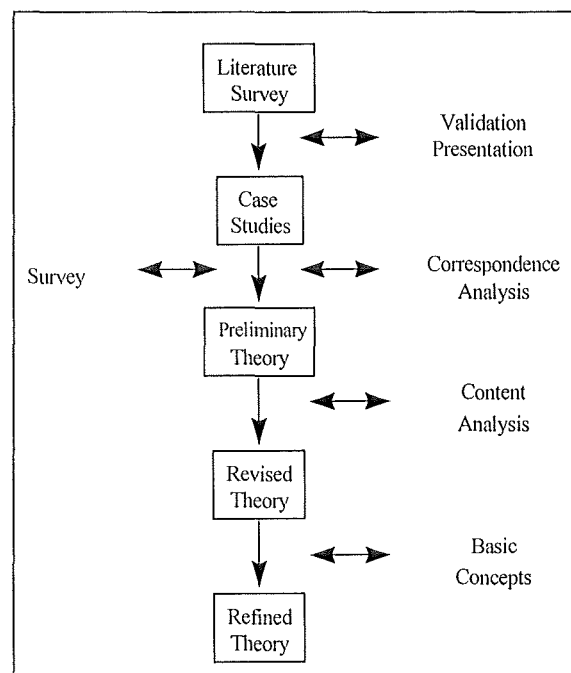 Literature
Survey
Validation
Presentation
Case
Studies
Survey
Correspondence
Analysis
Preliminary
Theory
Content
Analysis
Revised
Theory
Basic
Concepts
Refined
Theory